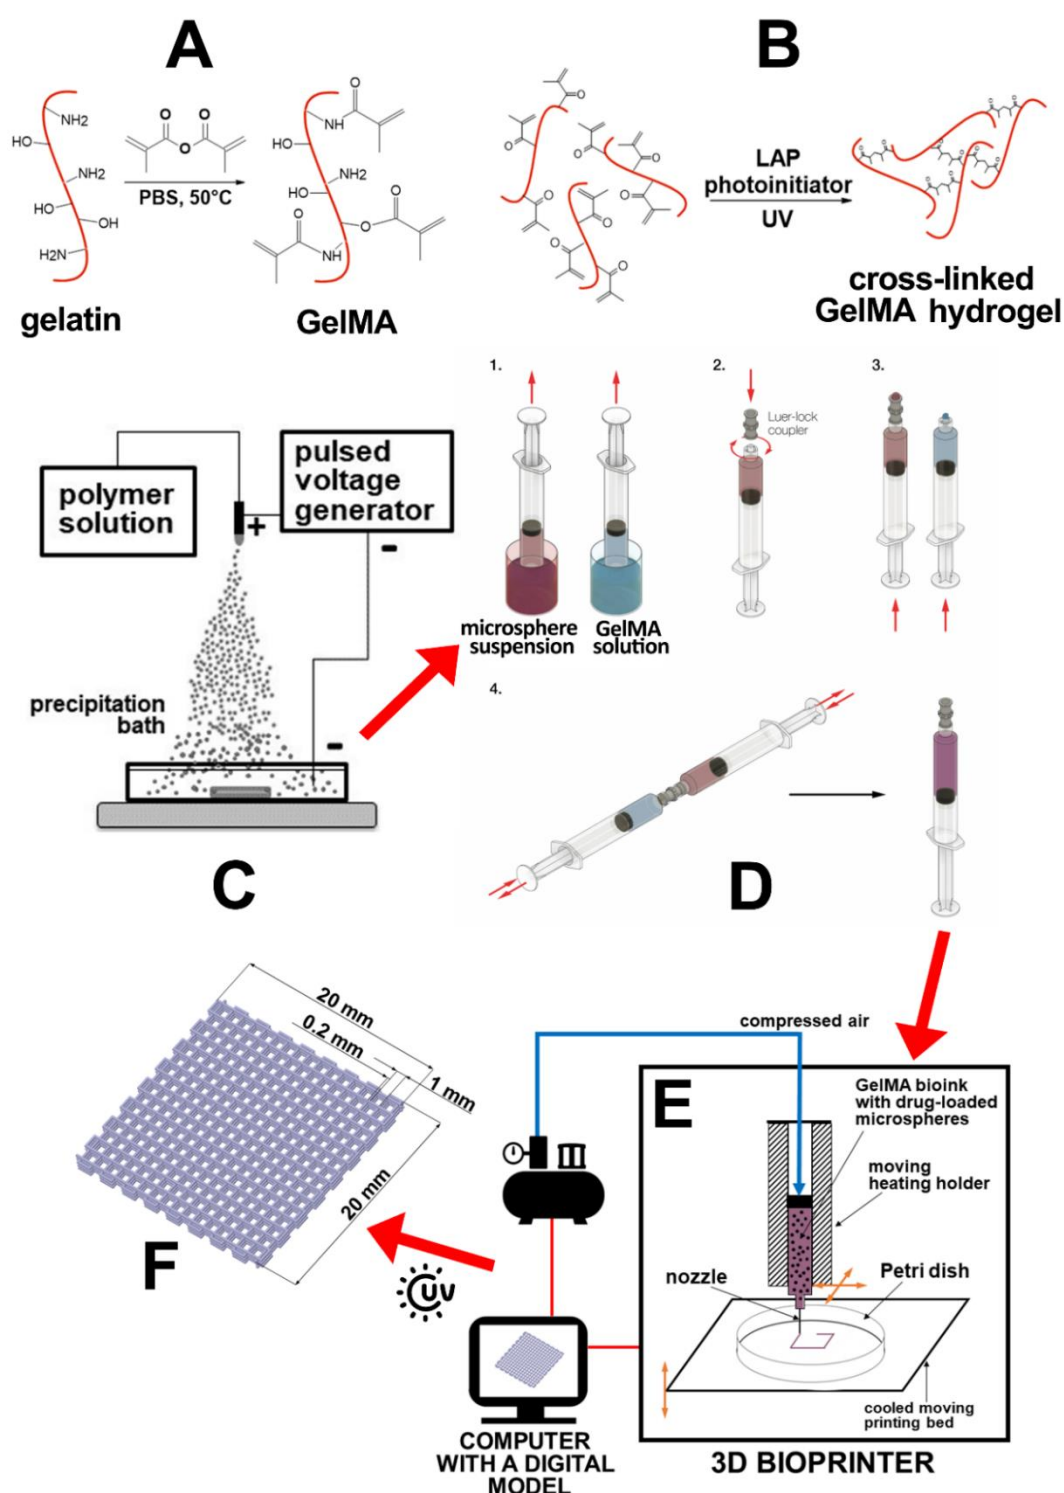 A
B
O
O
O
NH2
HO
NH2
HO
OH
H2N
PBS, 50°C
gelatin
O
NH
HO
NH2
O
O
O
NH
GelMA
O
O
O
O
O
O
O
O
O
O
LAP
photoinitiator
UV
cross-linked
GelMA hydrogel
polymer
solution
pulsed
voltage
generator
+
-
precipitation
bath
-
C
1.
2.
3.
Luer-lock
coupler
microsphere
suspension
GelMA
solution
4.
D
20 mm
0.2 mm
1 mm
20 mm
F
UV
compressed air
E
GelMA bioink
with drug-loaded
microspheres
moving
heating holder
nozzle
Petri dish
cooled moving
printing bed
COMPUTER
WITH A DIGITAL
MODEL
3D BIOPRINTER